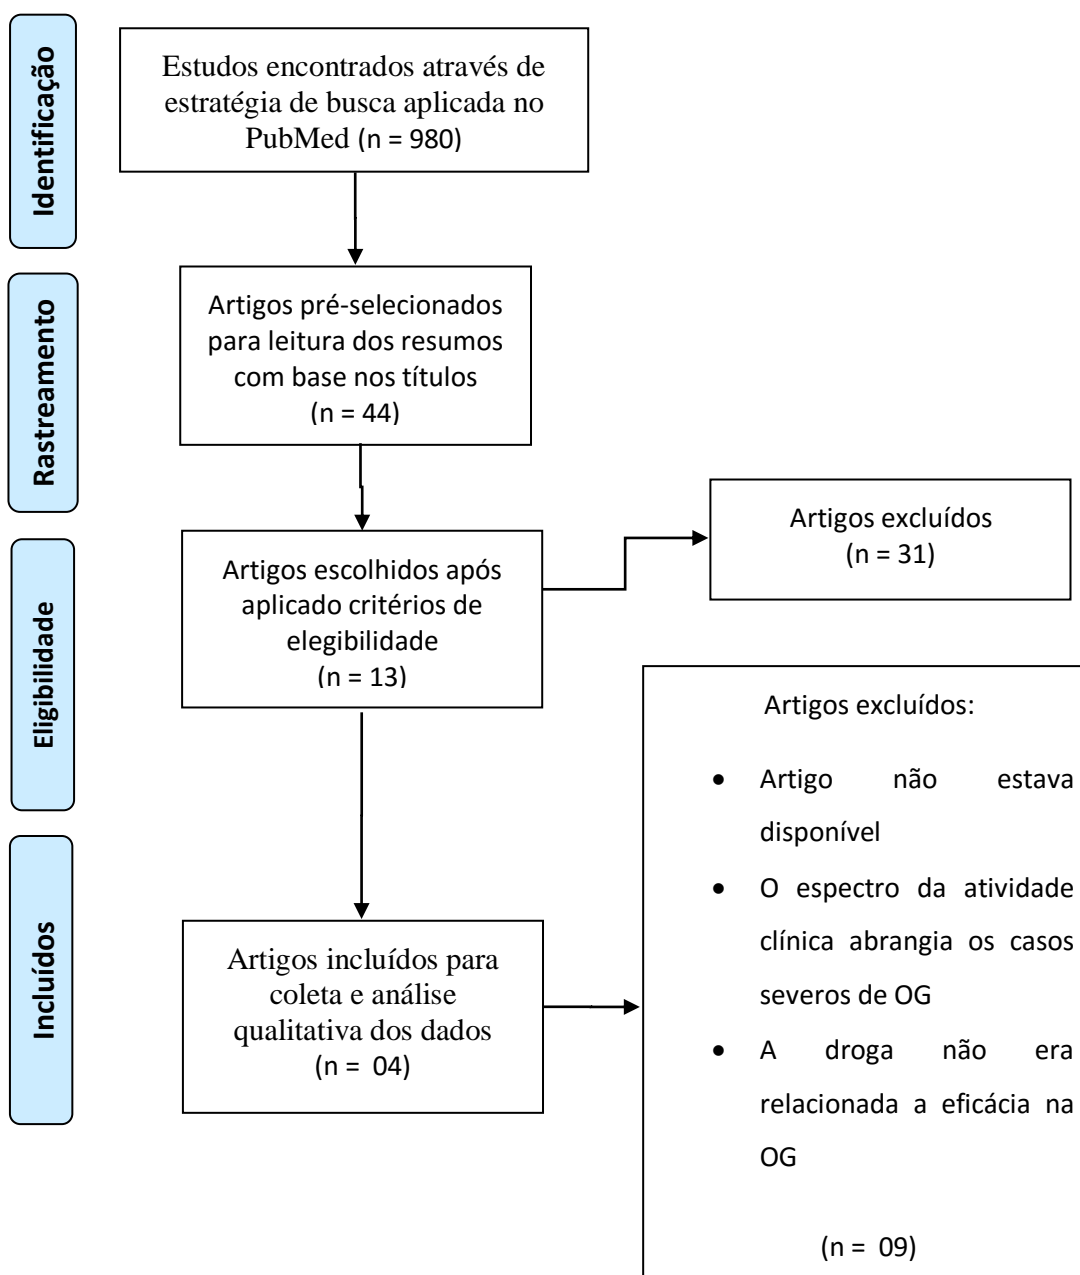 Identificação
Estudos encontrados através de
estratégia de busca aplicada no
PubMed (n = 980)
Rastreamento
Artigos pré-selecionados
para leitura dos resumos
com base nos títulos
(n = 44)
Eligibilidade
Artigos escolhidos após
aplicado critérios de
elegibilidade
(n = 13)
Artigos excluídos
(n = 31)
Incluídos
Artigos incluídos para
coleta e análise
qualitativa dos dados
(n = 04)
Artigos excluídos:
• Artigo não estava
disponível
• O espectro da atividade
clínica abrangia os casos
severos de OG
• A droga não era
relacionada a eficácia na
OG
(n = 09)